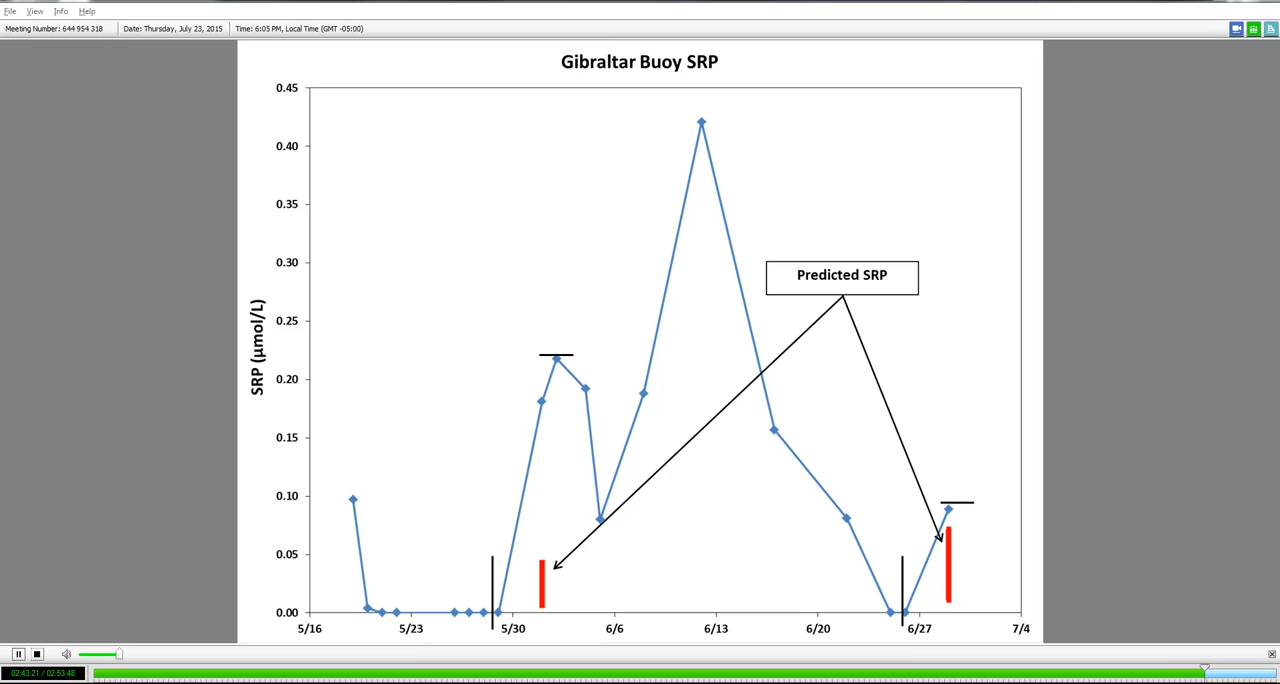 File View Info Help
Meeting Number: 644 954 318 Date: Thursday, July 23, 2015 Time: 6:05 PM, Local Time (GMT -05:00)
Gibraltar Buoy SRP
0.45
0.40
0.35
0.30
0.25
0.20
0.15
0.10
0.05
0.00
SRP (µmol/L)
Predicted SRP
5/16 5/23 5/30 6/6 6/13 6/20 6/27 7/4
02:43:21 / 02:53:48